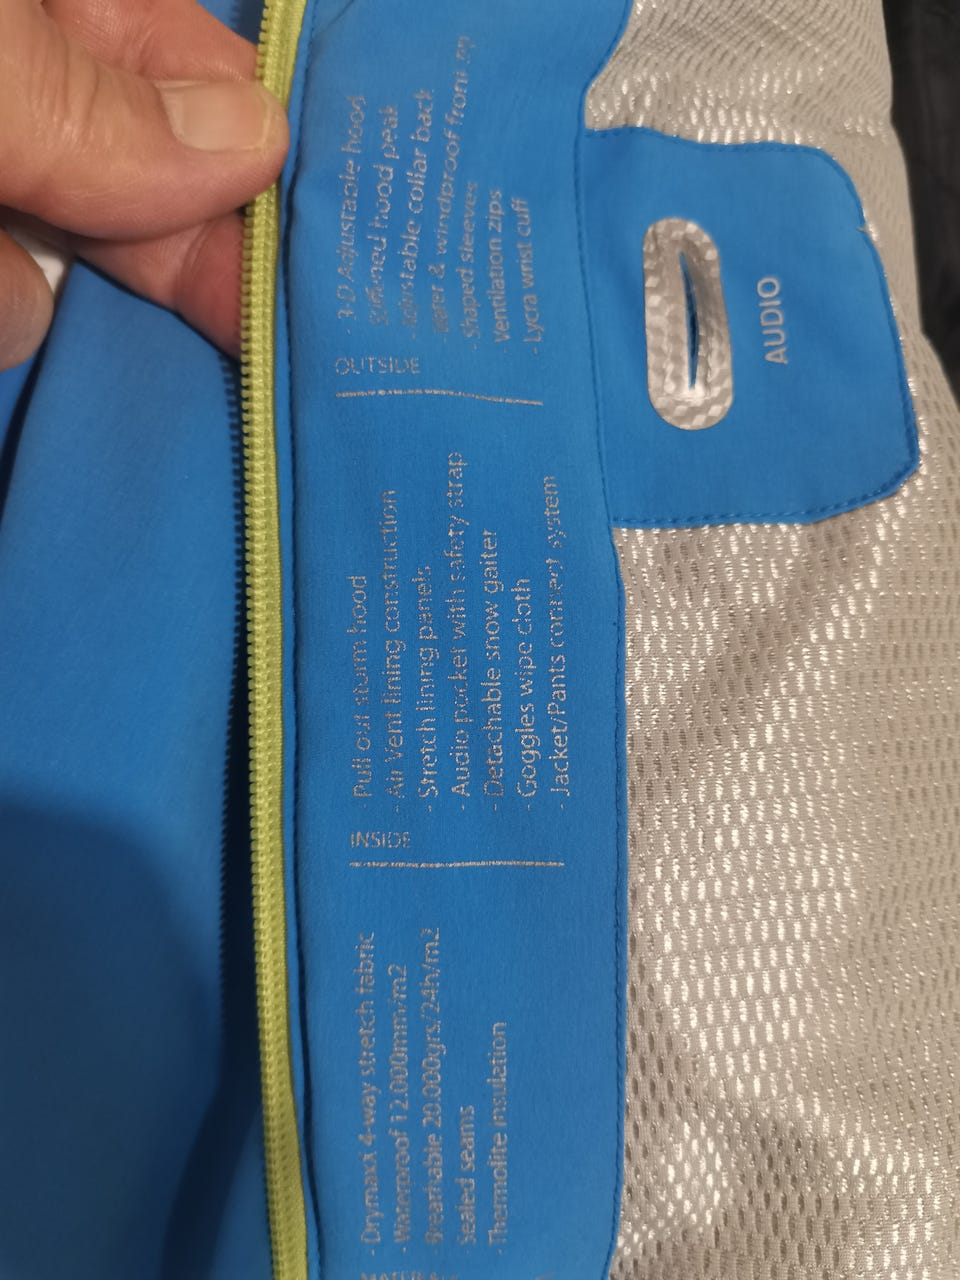 - Drymaxx 4-way stretch fabric
- Waterproof 12.000mm/m2
- Breathable 20.000grs/24h/m2
- Sealed seams
- Thermolite insulation
INSIDE
Pull out storm hood
- Air Vent lining construction
- Stretch lining panels
- Audio pocket with safety strap
- Detachable snow gaiter
- Goggles wipe cloth
- Jacket/Pants connect system
OUTSIDE
- 3-D Adjustable hood
Stiffened hood peak
- Adjustable collar back
- Water & windproof front zip
- Shaped sleeves
- Ventilation zips
- Lycra wrist cuff
AUDIO